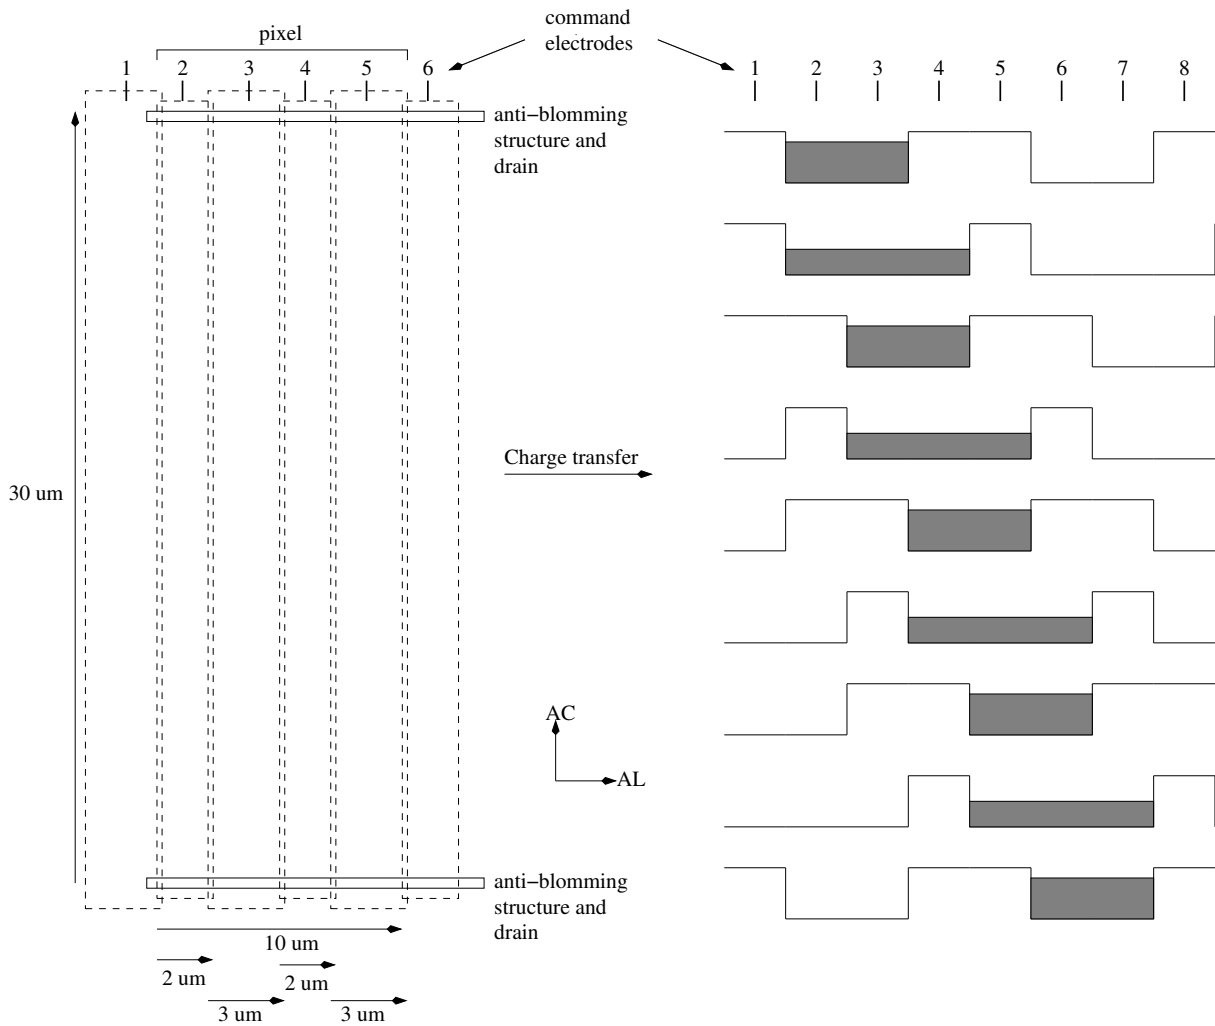 command
electrodes
pixel
1 2 3 4 5 6
1 2 3 4 5 6 7 8
anti−blomming
structure and
drain
30 um
Charge transfer
AC
AL
anti−blomming
structure and
drain
10 um
2 um
2 um
3 um
3 um